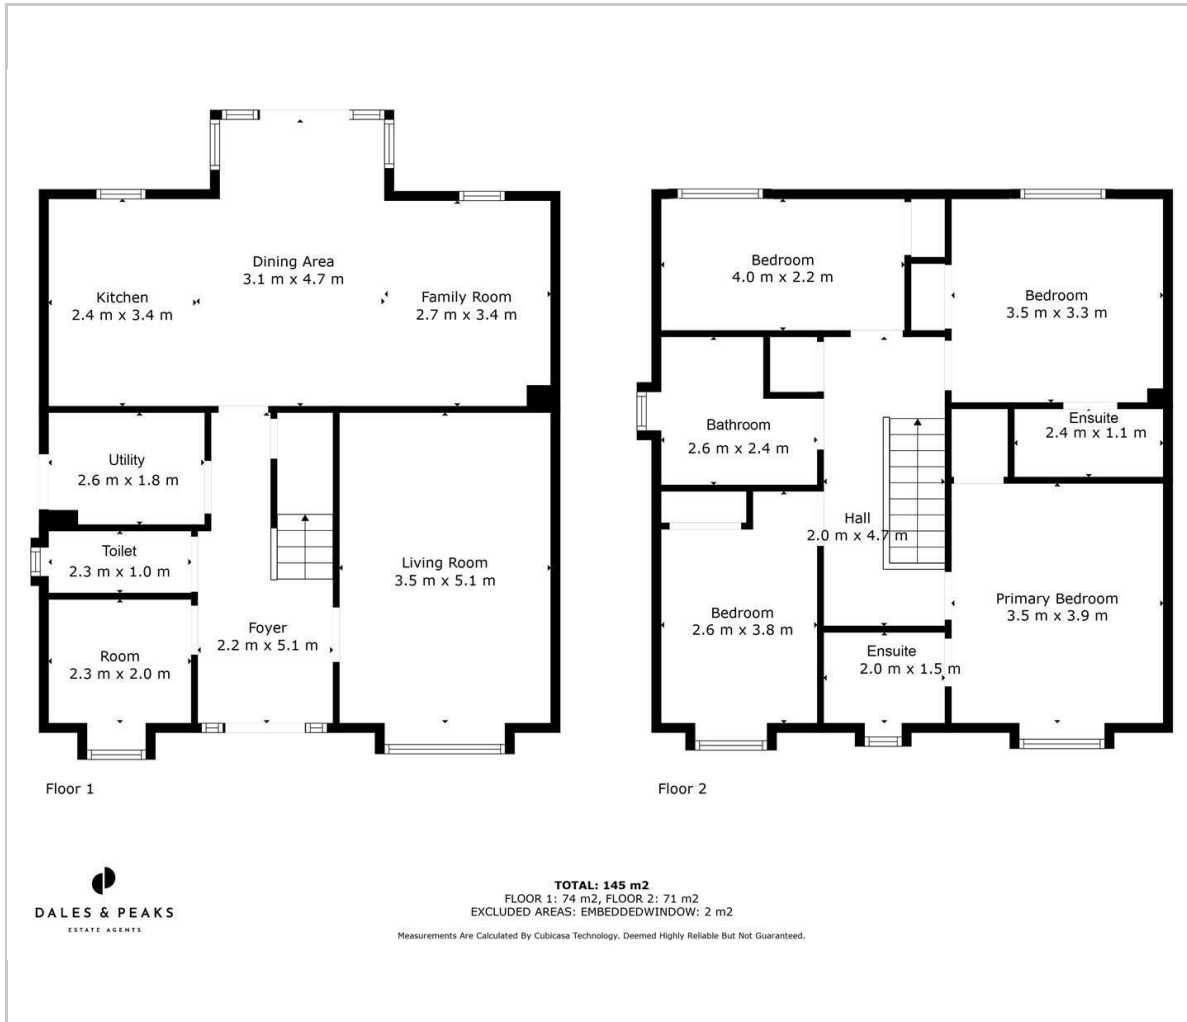 Dining Area
3.1 m x 4.7 m
Kitchen
2.4 m x 3.4 m
Family Room
2.7 m x 3.4 m
Utility
2.6 m x 1.8 m
Toilet
2.3 m x 1.0 m
Living Room
3.5 m x 5.1 m
Foyer
2.2 m x 5.1 m
Room
2.3 m x 2.0 m
Floor 1
Bedroom
4.0 m x 2.2 m
Bedroom
3.5 m x 3.3 m
Bathroom
2.6 m x 2.4 m
Ensuite
2.4 m x 1.1 m
Hall
2.0 m x 4.7 m
Bedroom
2.6 m x 3.8 m
Primary Bedroom
3.5 m x 3.9 m
Ensuite
2.0 m x 1.5 m
Floor 2
DALES & PEAKS
ESTATE AGENTS
TOTAL: 145 m2
FLOOR 1: 74 m2, FLOOR 2: 71 m2
EXCLUDED AREAS: EMBEDDEDWINDOW: 2 m2
Measurements Are Calculated By Cubicasa Technology. Deemed Highly Reliable But Not Guaranteed.